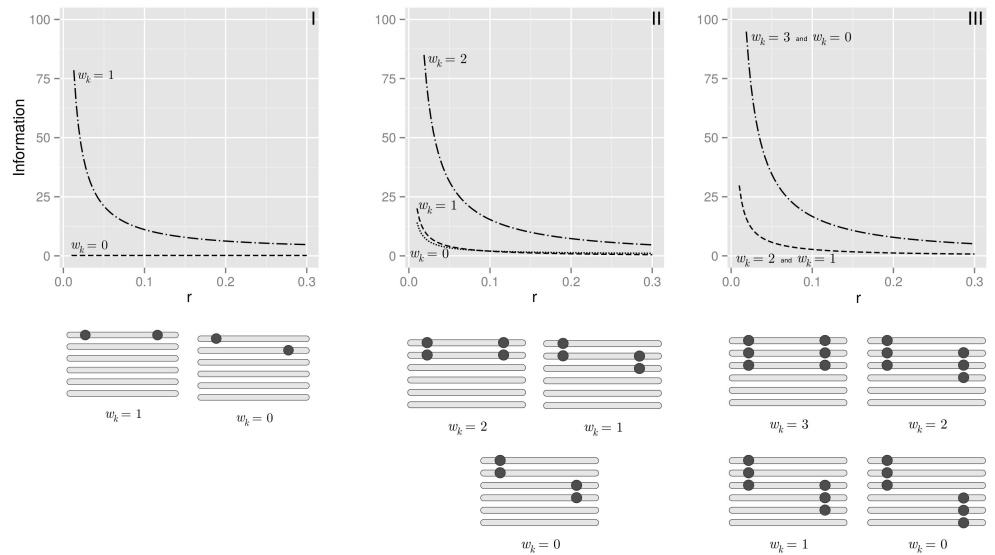 I
100
75
50
25
0
Information
w_k = 1
w_k = 0
0.0 0.1 0.2 0.3
r
w_k = 1
w_k = 0
II
100
75
50
25
0
w_k = 2
w_k = 1
w_k = 0
0.0 0.1 0.2 0.3
r
w_k = 2
w_k = 1
w_k = 0
III
100
75
50
25
0
w_k = 3 and w_k = 0
w_k = 2 and w_k = 1
0.0 0.1 0.2 0.3
r
w_k = 3
w_k = 2
w_k = 1
w_k = 0